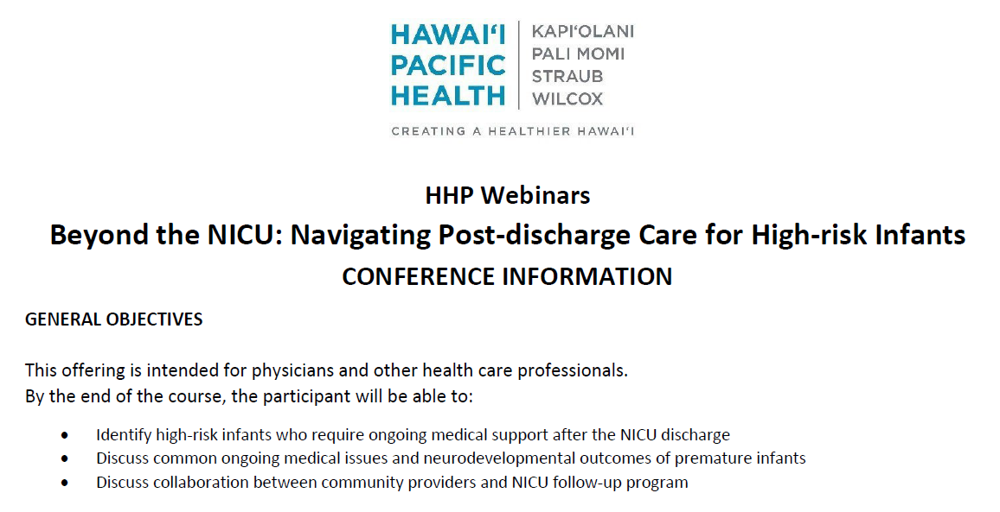 HAWAI‘I
PACIFIC
HEALTH
KAPI‘OLANI
PALI MOMI
STRAUB
WILCOX
CREATING A HEALTHIER HAWAI‘I
HHP Webinars
Beyond the NICU: Navigating Post-discharge Care for High-risk Infants
CONFERENCE INFORMATION
GENERAL OBJECTIVES
This offering is intended for physicians and other health care professionals.
By the end of the course, the participant will be able to:
• Identify high-risk infants who require ongoing medical support after the NICU discharge
• Discuss common ongoing medical issues and neurodevelopmental outcomes of premature infants
• Discuss collaboration between community providers and NICU follow-up program